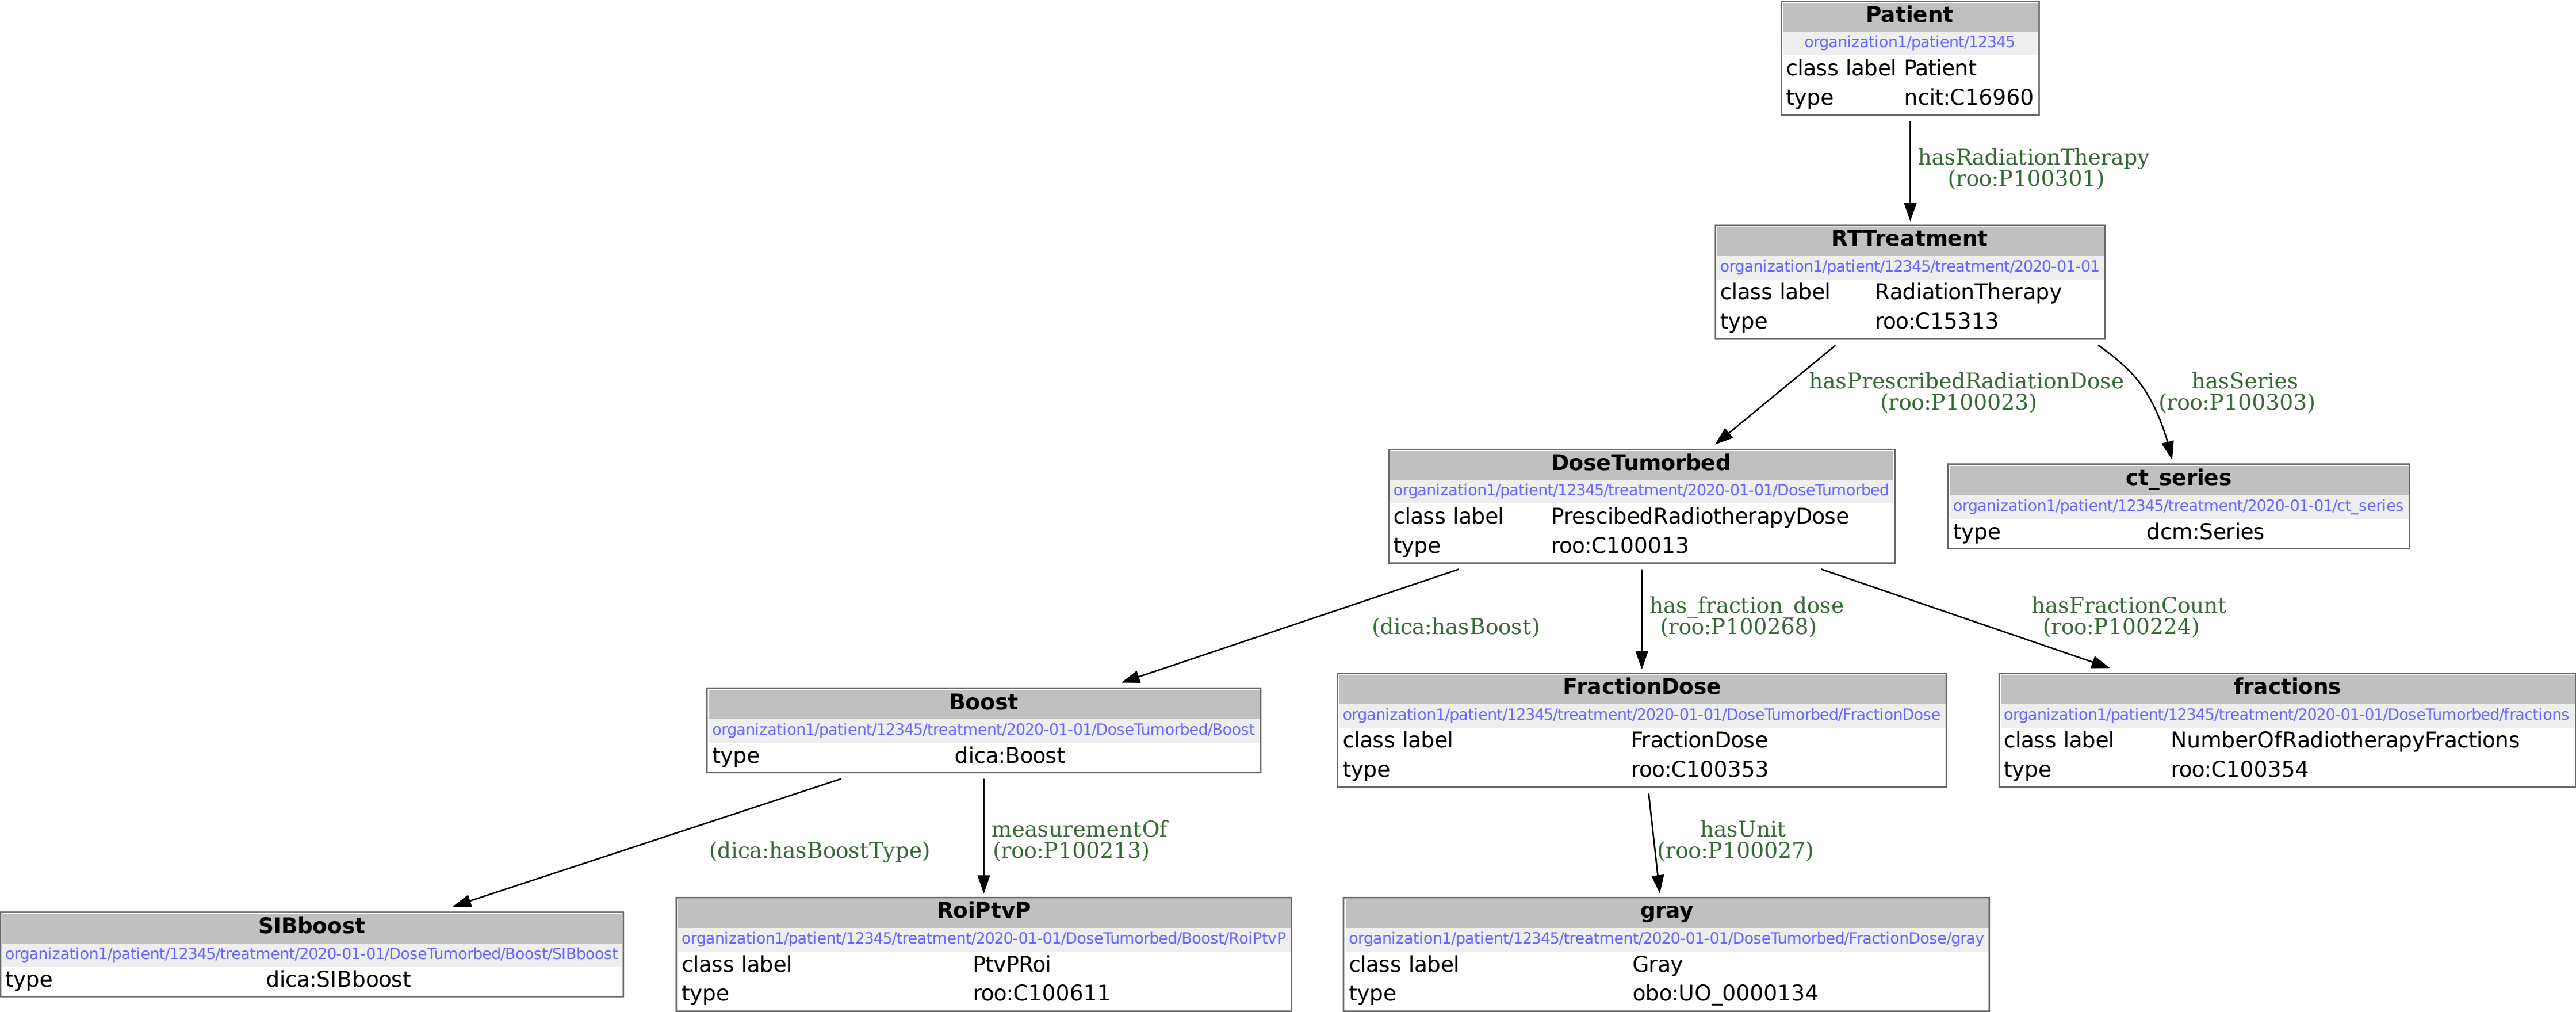 Patient
organization1/patient/12345
class label Patient
type ncit:C16960
hasRadiationTherapy
(roo:P100301)
RTTreatment
organization1/patient/12345/treatment/2020-01-01
class label RadiationTherapy
type roo:C15313
hasPrescribedRadiationDose
(roo:P100023)
hasSeries
(roo:P100303)
DoseTumorbed
organization1/patient/12345/treatment/2020-01-01/DoseTumorbed
class label PrescibedRadiotherapyDose
type roo:C100013
ct_series
organization1/patient/12345/treatment/2020-01-01/ct_series
type dcm:Series
(dica:hasBoost)
has_fraction_dose
(roo:P100268)
hasFractionCount
(roo:P100224)
Boost
organization1/patient/12345/treatment/2020-01-01/DoseTumorbed/Boost
type dica:Boost
FractionDose
organization1/patient/12345/treatment/2020-01-01/DoseTumorbed/FractionDose
class label FractionDose
type roo:C100353
fractions
organization1/patient/12345/treatment/2020-01-01/DoseTumorbed/fractions
class label NumberOfRadiotherapyFractions
type roo:C100354
(dica:hasBoostType)
measurementOf
(roo:P100213)
hasUnit
(roo:P100027)
SIBboost
organization1/patient/12345/treatment/2020-01-01/DoseTumorbed/Boost/SIBboost
type dica:SIBboost
RoiPtvP
organization1/patient/12345/treatment/2020-01-01/DoseTumorbed/Boost/RoiPtvP
class label PtvPRoi
type roo:C100611
gray
organization1/patient/12345/treatment/2020-01-01/DoseTumorbed/FractionDose/gray
class label Gray
type obo:UO_0000134